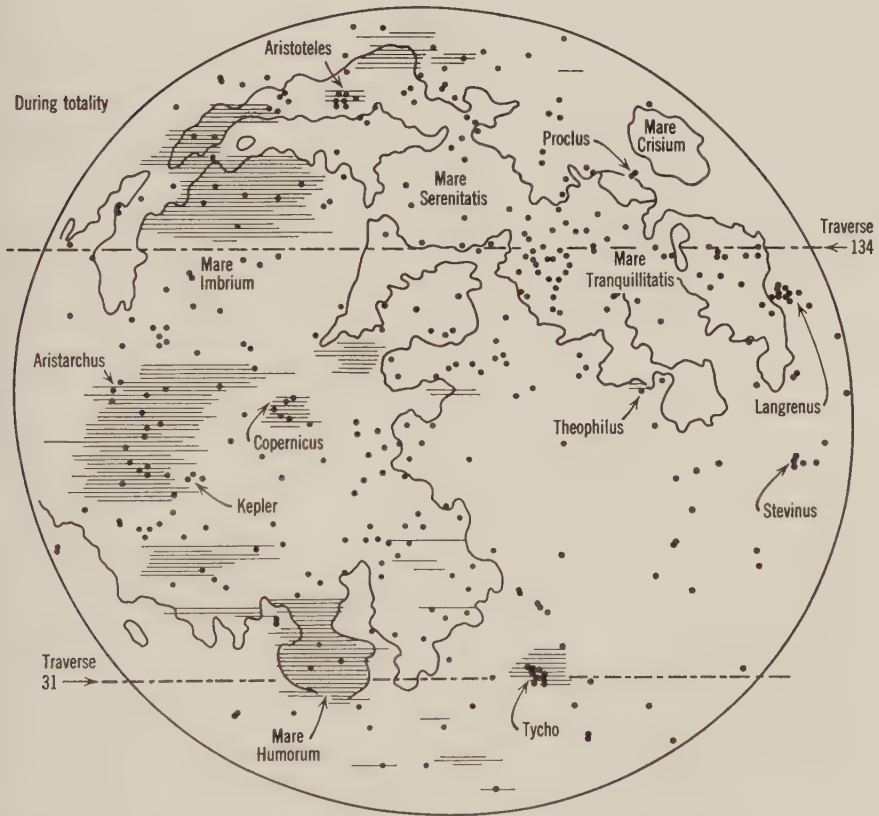 Aristoteles
During totality
Proclus
Mare
Crisium
Mare
Serenitatis
Traverse
134
Mare
Imbrium
Mare
Tranquillitatis
Aristarchus
Copernicus
Theophilus
Langrenus
Kepler
Stevinus
Traverse
31
Tycho
Mare
Humorum